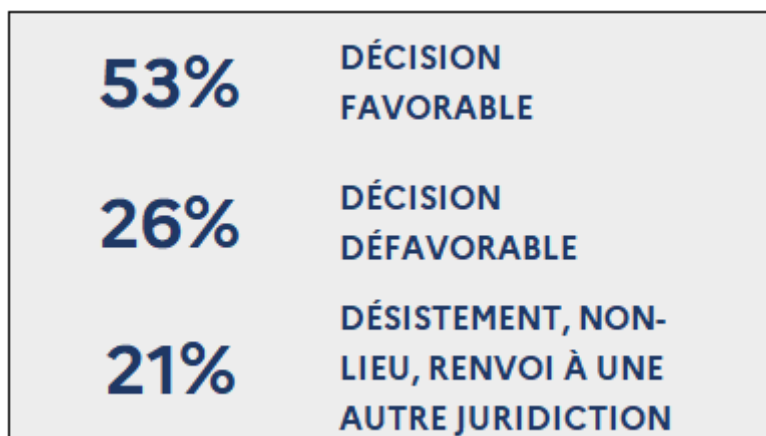 53%
DÉCISION
FAVORABLE
26%
DÉCISION
DÉFAVORABLE
21%
DÉSISTEMENT, NON-
LIEU, RENVOI À UNE
AUTRE JURIDICTION